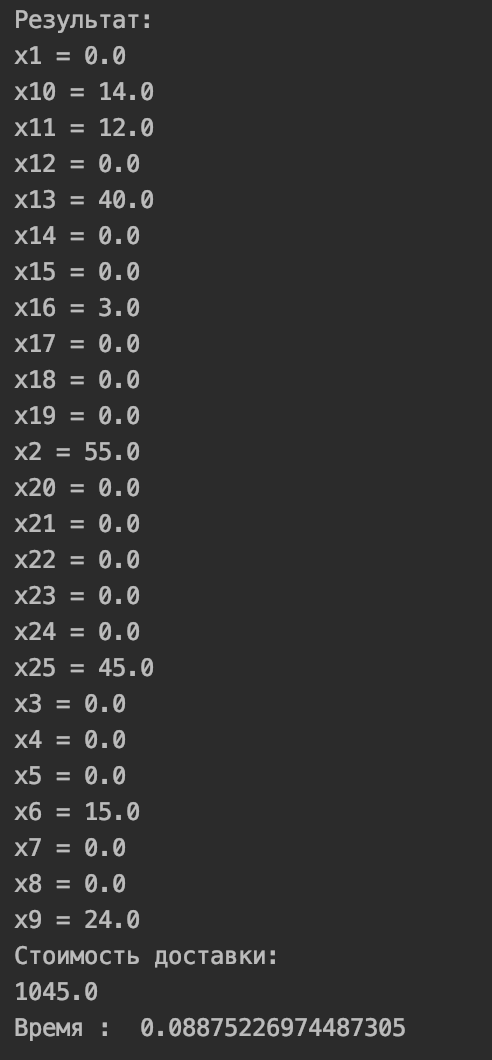 Результат:
x1 = 0.0
x10 = 14.0
x11 = 12.0
x12 = 0.0
x13 = 40.0
x14 = 0.0
x15 = 0.0
x16 = 3.0
x17 = 0.0
x18 = 0.0
x19 = 0.0
x2 = 55.0
x20 = 0.0
x21 = 0.0
x22 = 0.0
x23 = 0.0
x24 = 0.0
x25 = 45.0
x3 = 0.0
x4 = 0.0
x5 = 0.0
x6 = 15.0
x7 = 0.0
x8 = 0.0
x9 = 24.0
Стоимость доставки:
1045.0
Время :  0.08875226974487305